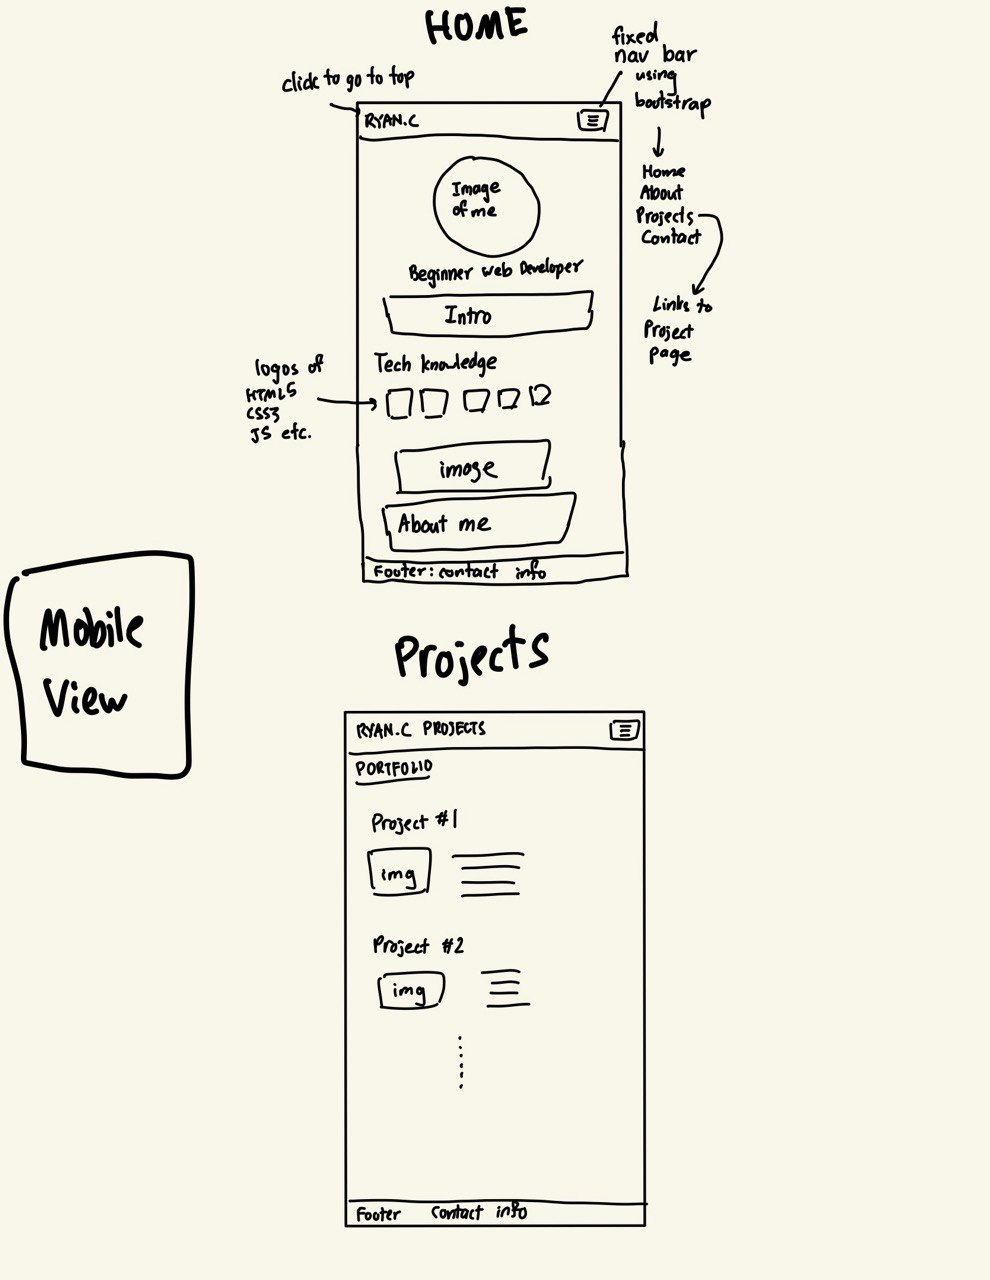 HOME
fixed
nav bar
using
bootstrap
click to go to top
RYAN.C
Home
About
Projects
Contact
Links to
Project
page
Image
of me
Beginner Web Developer
Intro
Tech knowledge
logos of
HTML5
CSS3
JS etc.
image
About me
Footer: contact info
Mobile
View
Projects
RYAN.C PROJECTS
PORTFOLIO
Project #1
img
Project #2
img
Footer Contact info